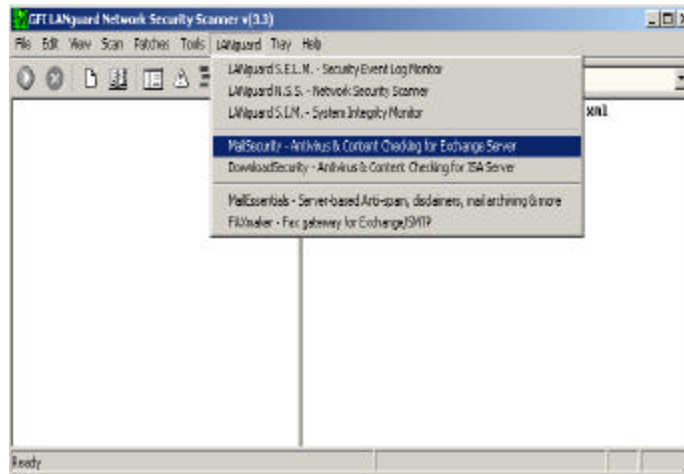 GFI LANguard Network Security Scanner v(3.3)
File Edit View Scan Patches Tools LANguard Tray Help
LANguard S.E.L.M. - Security Event Log Monitor
LANguard N.S.S. - Network Security Scanner
LANguard S.I.M. - System Integrity Monitor
xml
MailSecurity - Antivirus & Content Checking for Exchange Server
DownloadSecurity - Antivirus & Content Checking for ISA Server
MailEssentials - Server-based Anti-spam, disclaimers, mail archiving & more
FAXmaker - Fax gateway for Exchange/SMTP
Ready